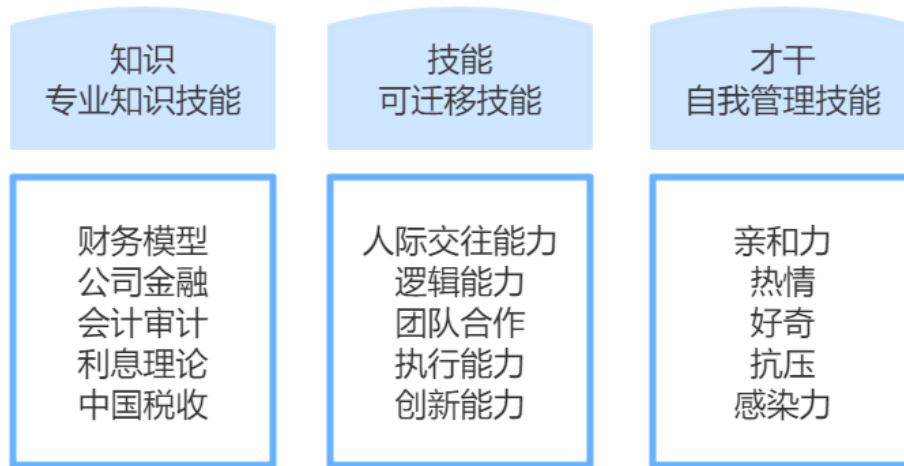 知识
专业知识技能
技能
可迁移技能
才干
自我管理技能
财务模型
公司金融
会计审计
利息理论
中国税收
人际交往能力
逻辑能力
团队合作
执行能力
创新能力
亲和力
热情
好奇
抗压
感染力